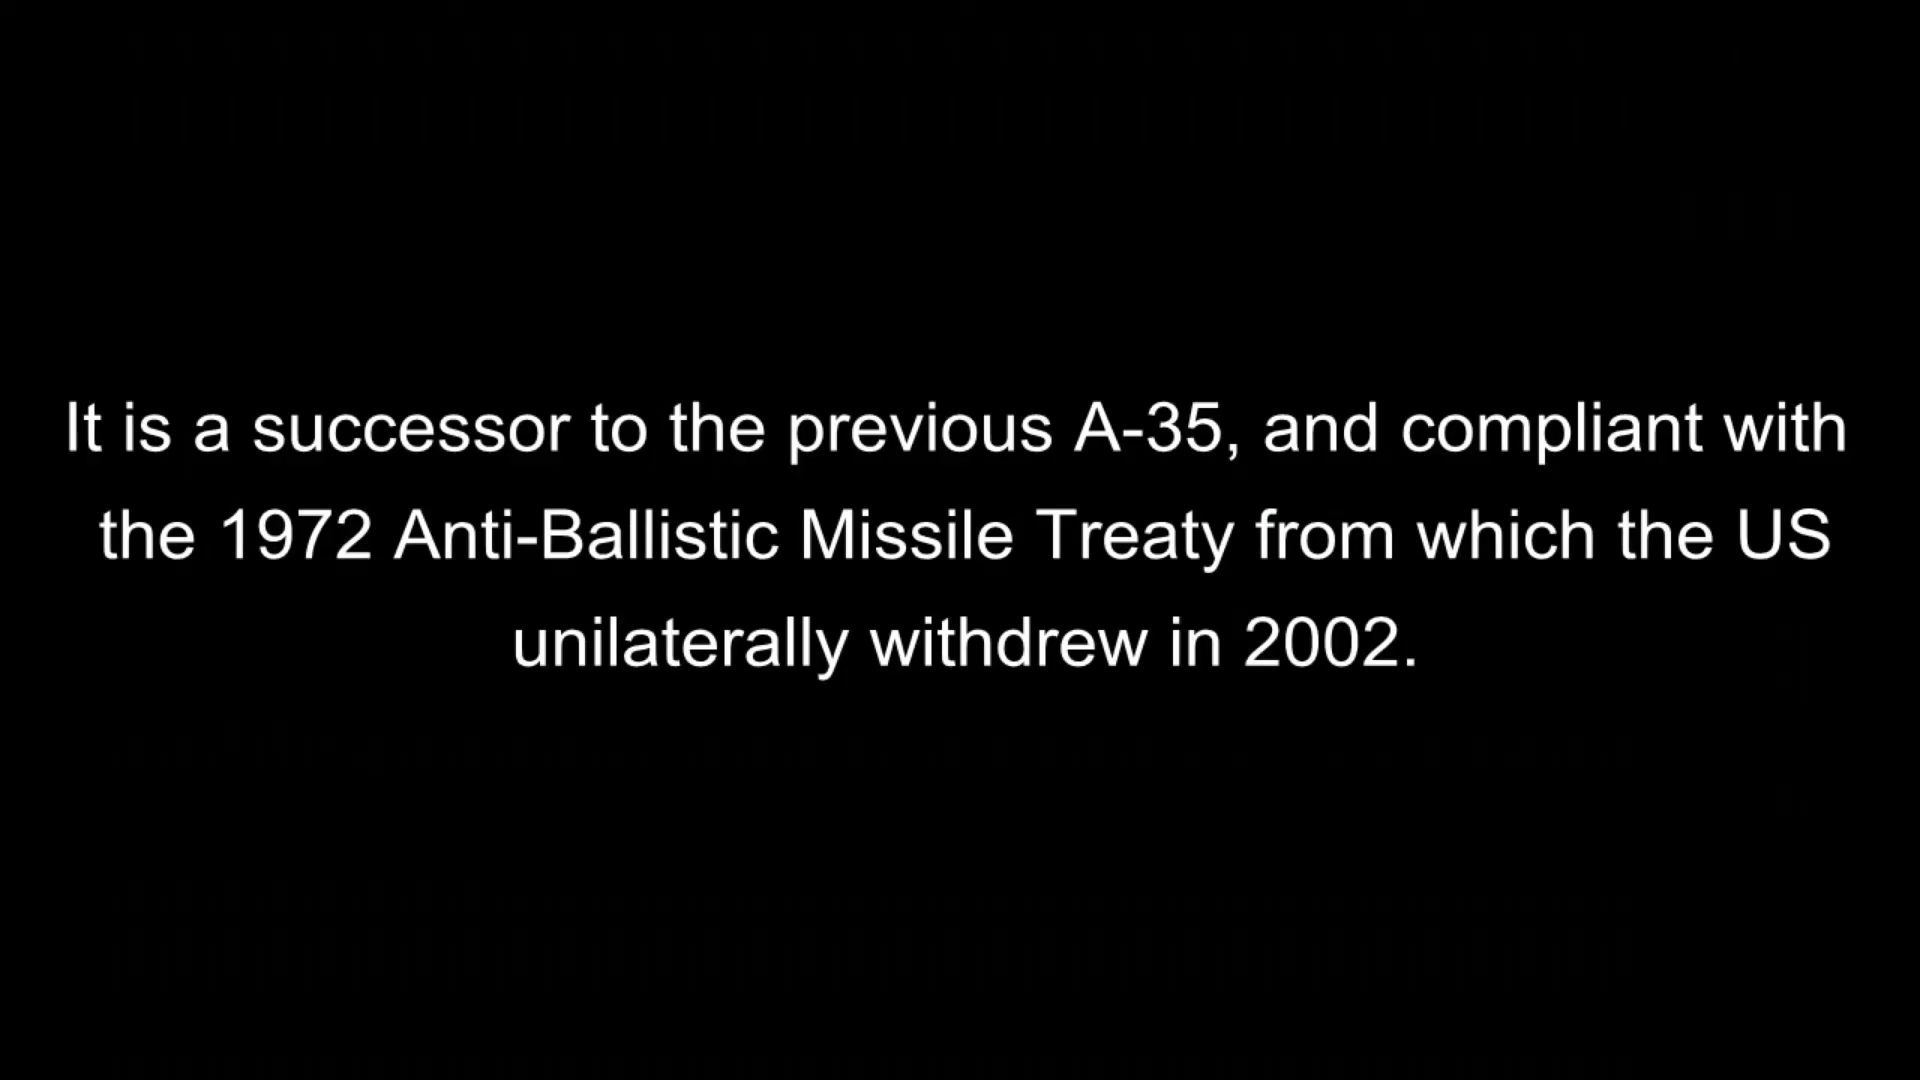 It is a successor to the previous A-35, and compliant with
the 1972 Anti-Ballistic Missile Treaty from which the US
unilaterally withdrew in 2002.